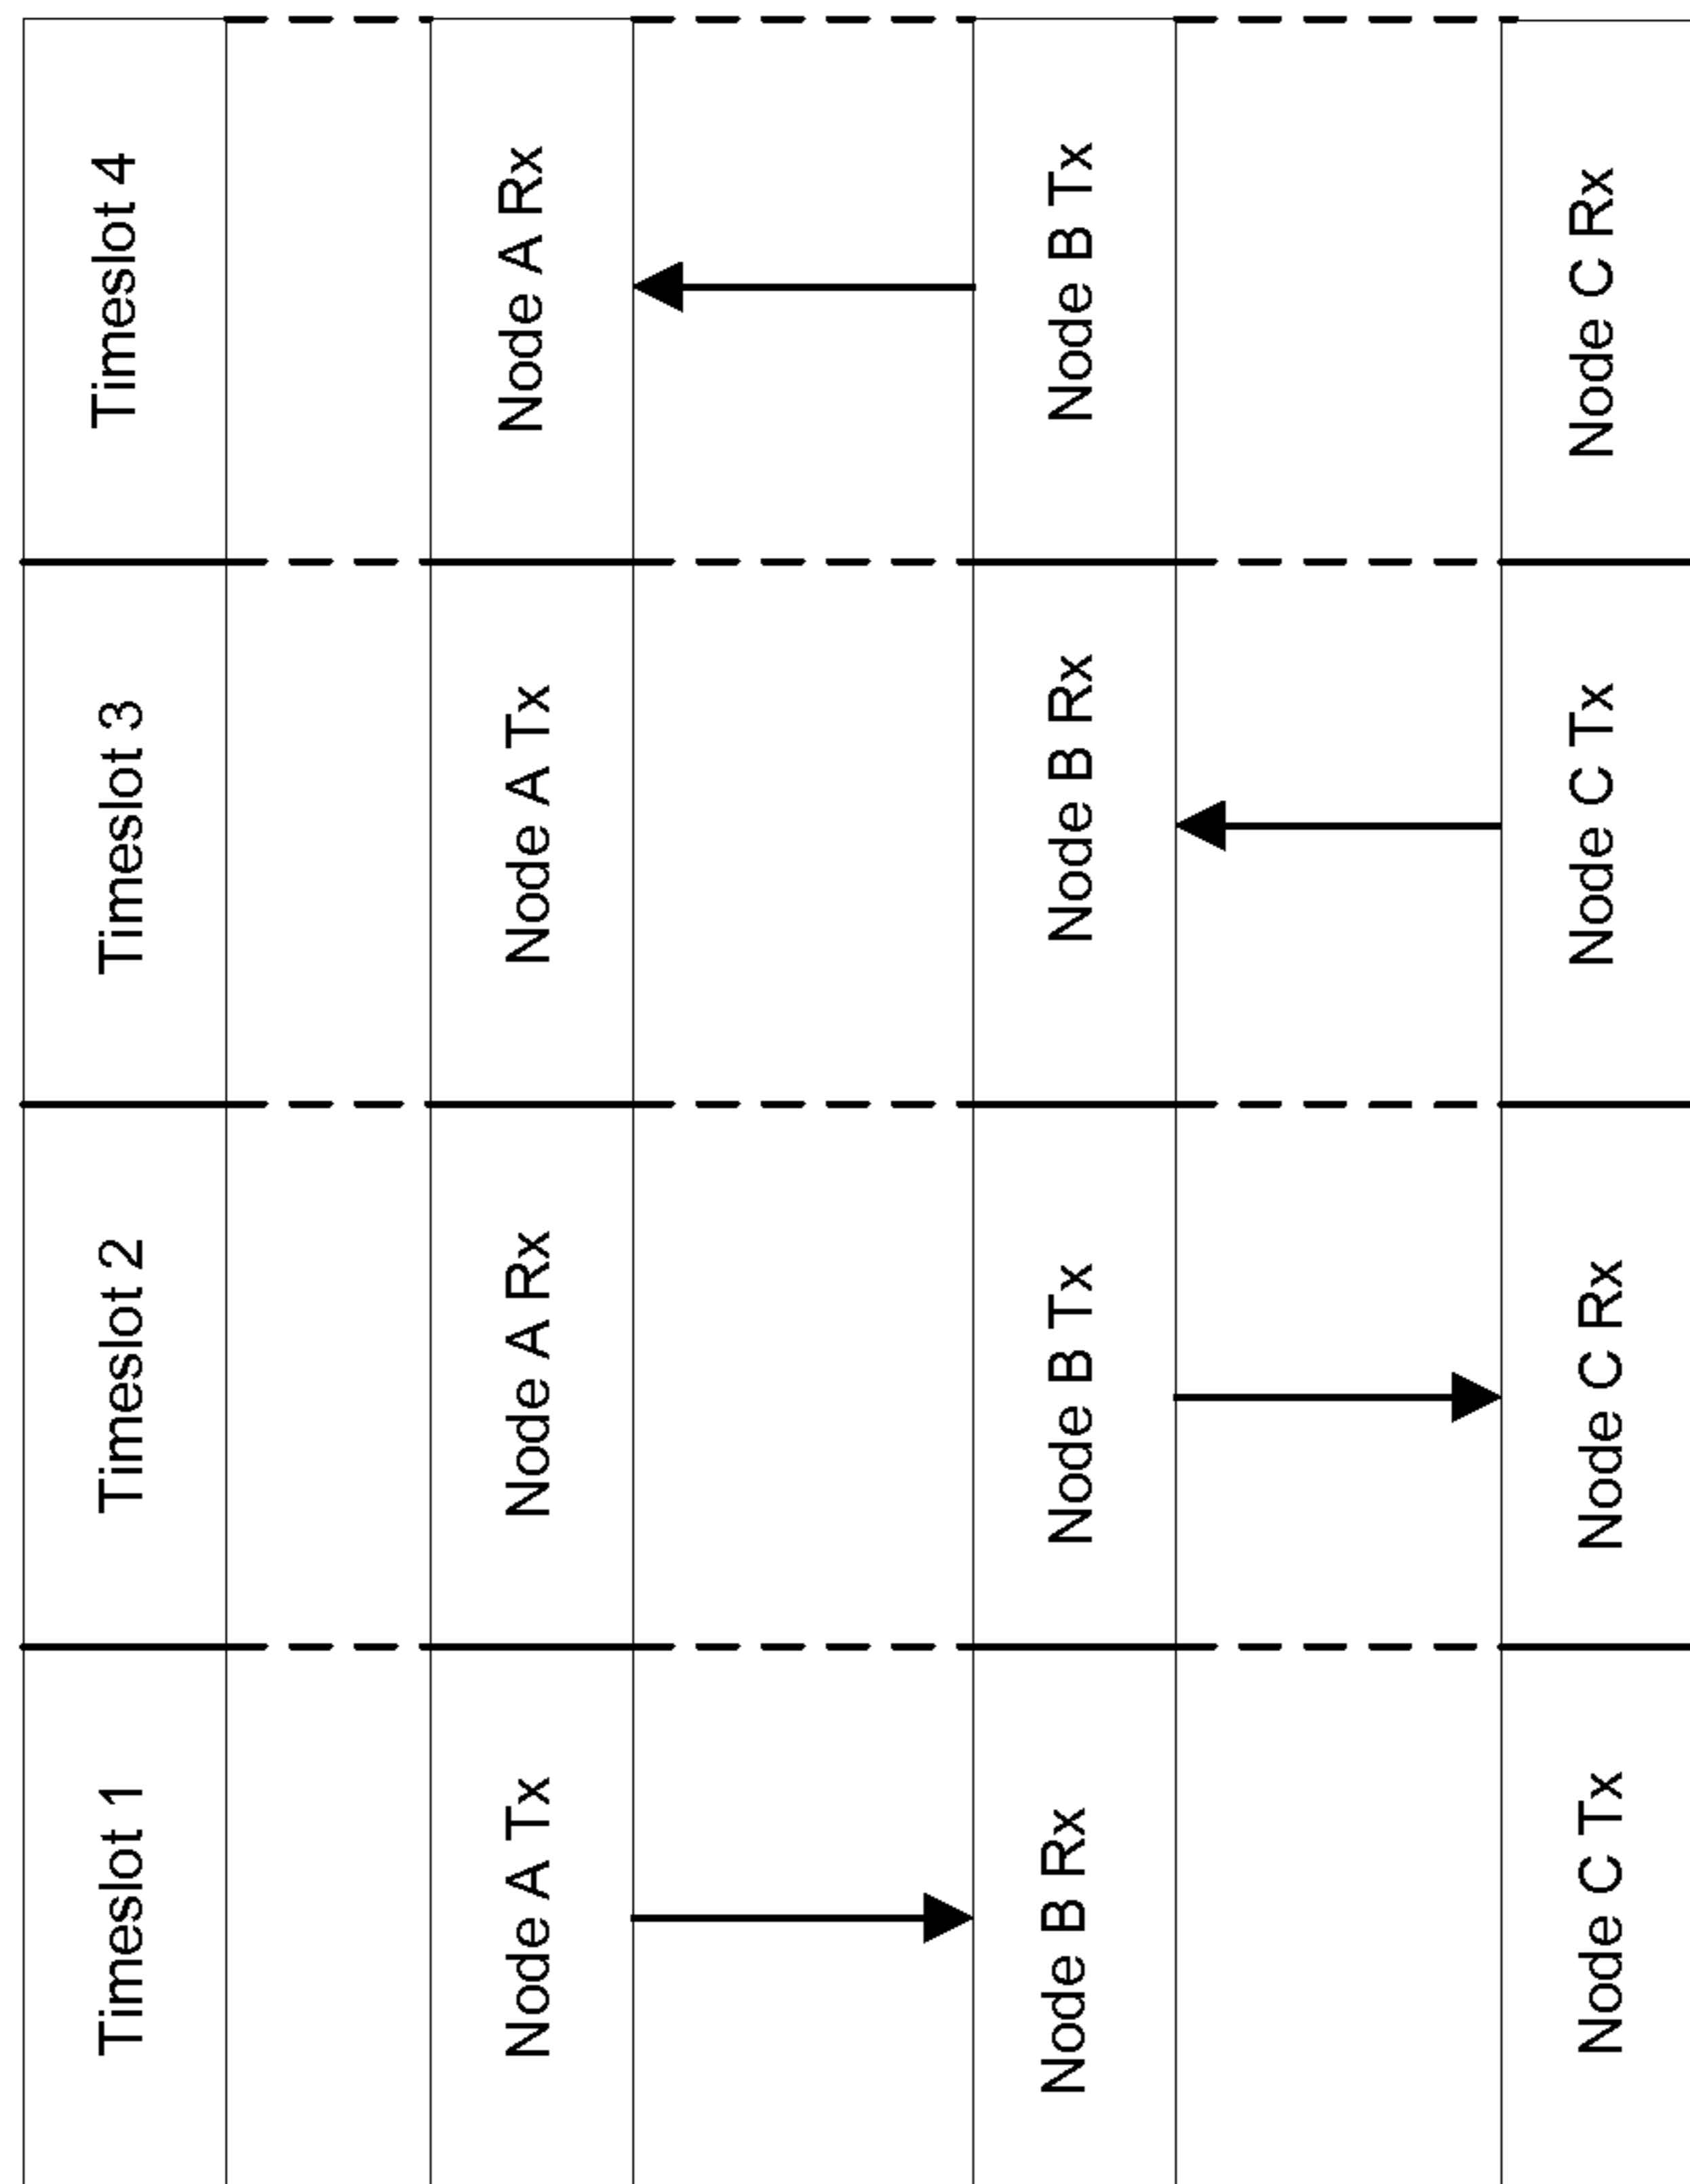 Timeslot 1
Timeslot 2
Timeslot 3
Timeslot 4
Node A Tx
Node A Rx
Node A Tx
Node A Rx
Node B Rx
Node B Tx
Node B Rx
Node B Tx
Node C Tx
Node C Rx
Node C Tx
Node C Rx